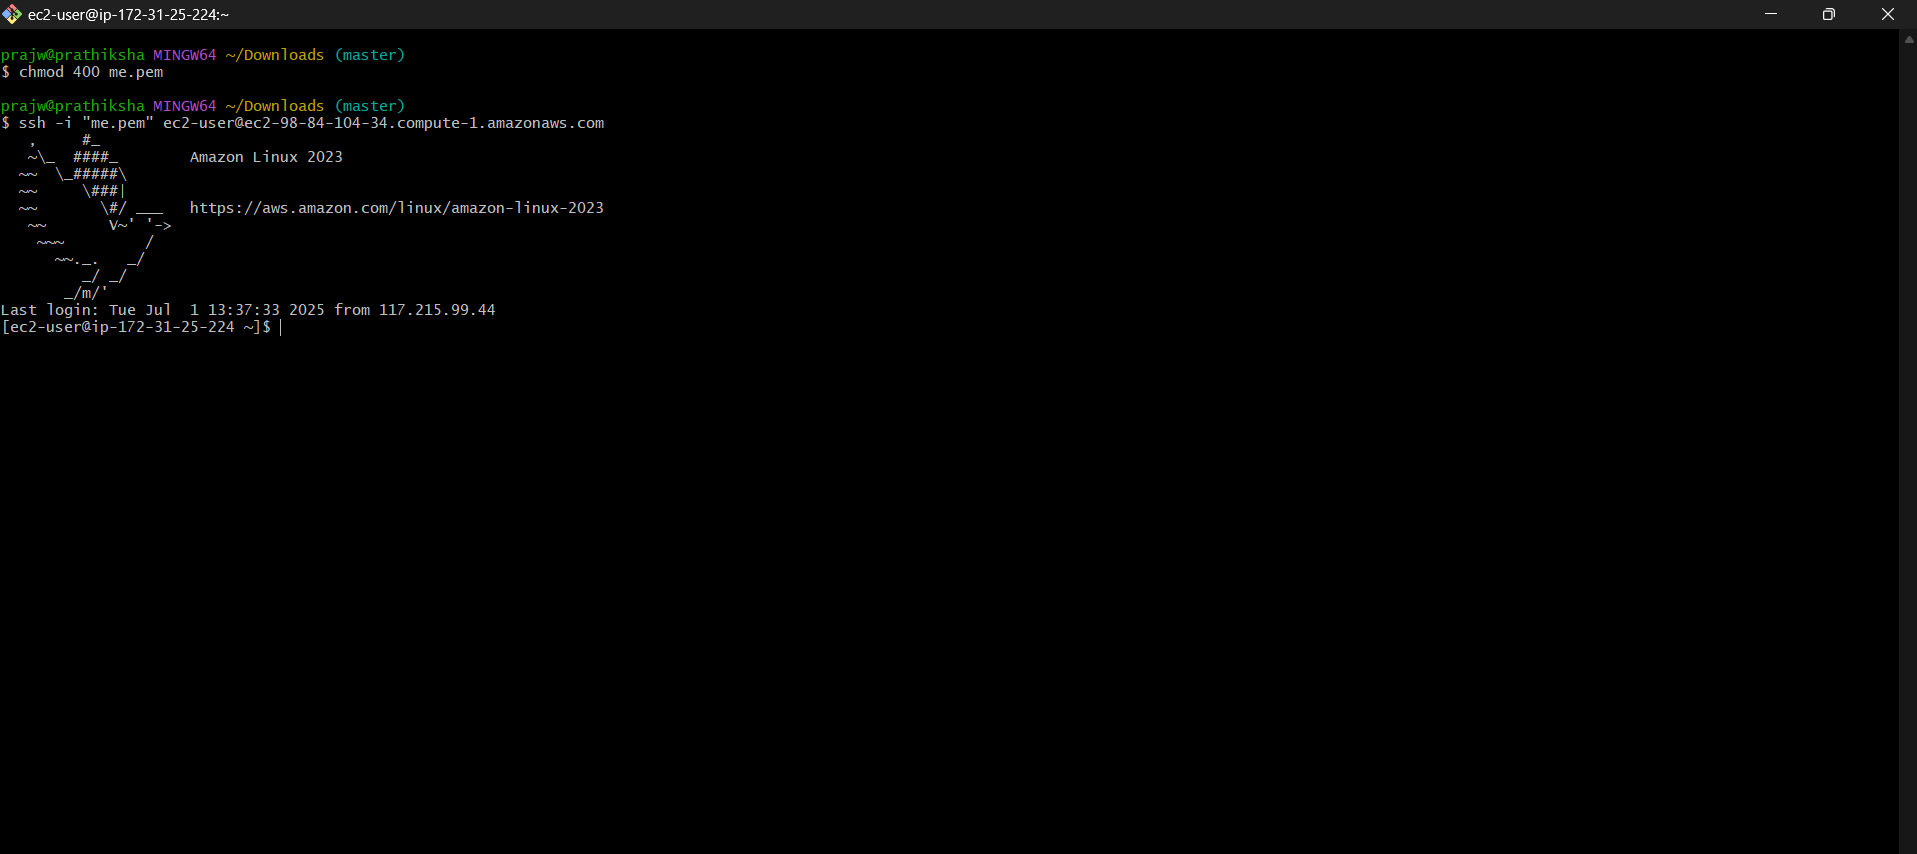 ec2-user@ip-172-31-25-224:~
prajw@prathiksha MINGW64 ~/Downloads (master)
$ chmod 400 me.pem
prajw@prathiksha MINGW64 ~/Downloads (master)
$ ssh -i "me.pem" ec2-user@ec2-98-84-104-34.compute-1.amazonaws.com
   ,     #_
   ~\_  ####_        Amazon Linux 2023
  ~~  \_#####\
  ~~     \###|
  ~~       \#/ ___   https://aws.amazon.com/linux/amazon-linux-2023
   ~~       V~' '->
    ~~~         /
      ~~._.   _/
         _/ _/
       _/m/'
Last login: Tue Jul  1 13:37:33 2025 from 117.215.99.44
[ec2-user@ip-172-31-25-224 ~]$